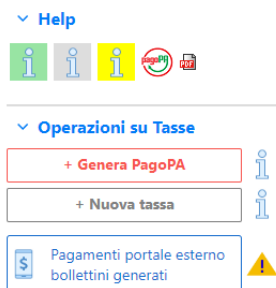 Help
pagoPA
PDF
Operazioni su Tasse
+ Genera PagoPA
+ Nuova tassa
Pagamenti portale esterno
bollettini generati